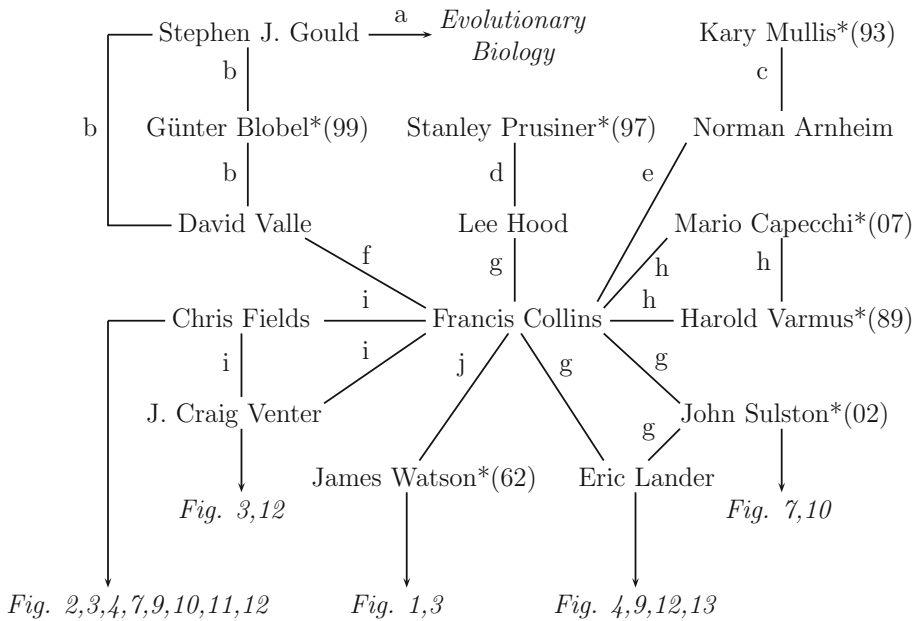 Stephen J. Gould a Evolutionary Kary Mullis*(93)
Biology
b c
b Günter Blobel*(99) Stanley Prusiner*(97) Norman Arnheim
b d e
David Valle Lee Hood Mario Capecchi*(07)
f g h h
i h
Chris Fields Francis Collins Harold Varmus*(89)
i i j g g
J. Craig Venter John Sulston*(02)
g
James Watson*(62) Eric Lander
Fig. 3,12 Fig. 7,10
Fig. 2,3,4,7,9,10,11,12 Fig. 1,3 Fig. 4,9,12,13